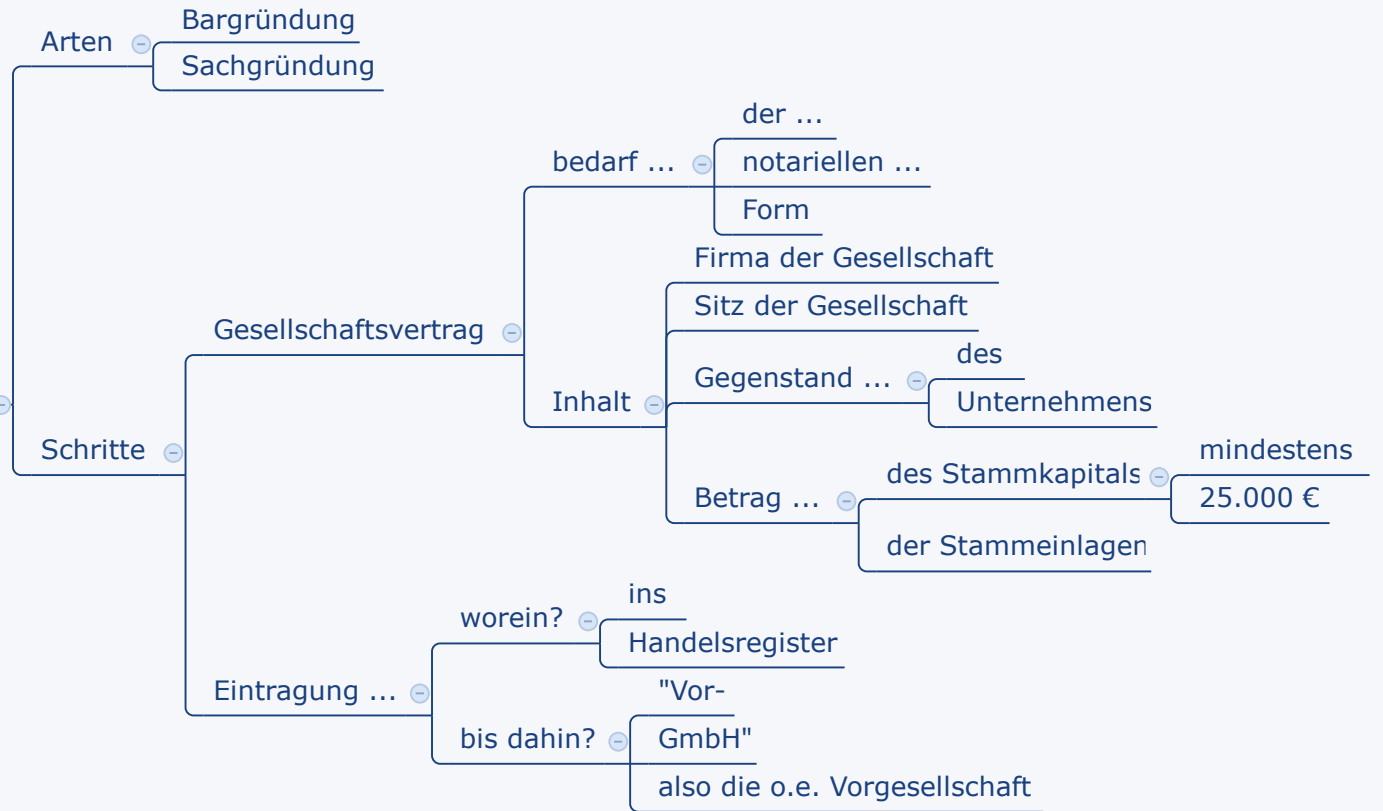 Arten
Bargründung
Sachgründung
Schritte
Gesellschaftsvertrag
bedarf ...
der ...
notariellen ...
Form
Inhalt
Firma der Gesellschaft
Sitz der Gesellschaft
Gegenstand ...
des
Unternehmens
Betrag ...
des Stammkapitals
mindestens
25.000 €
der Stammeinlagen
Eintragung ...
worein?
ins
Handelsregister
bis dahin?
"Vor-
GmbH"
also die o.e. Vorgesellschaft